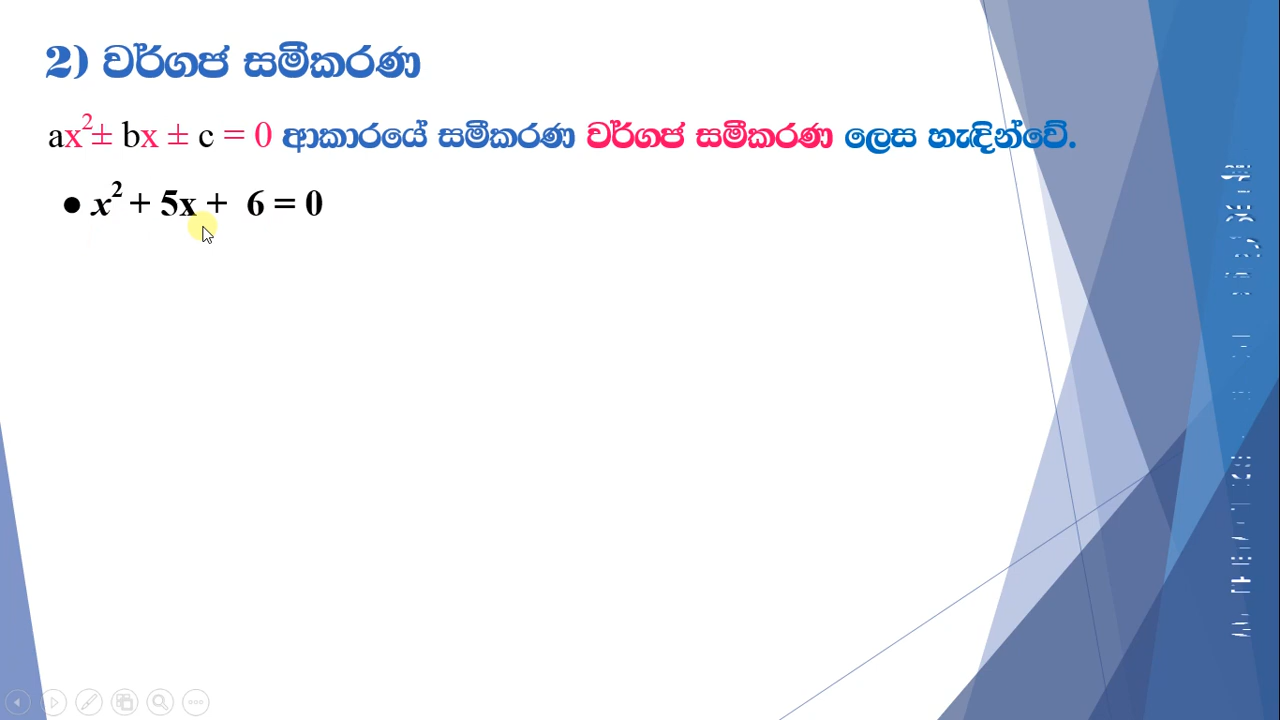 2) වර්ගජ සමීකරණ
ax² ± bx ± c = 0 ආකාරයේ සමීකරණ වර්ගජ සමීකරණ ලෙස හැඳින්වේ.
● x² + 5x + 6 = 0